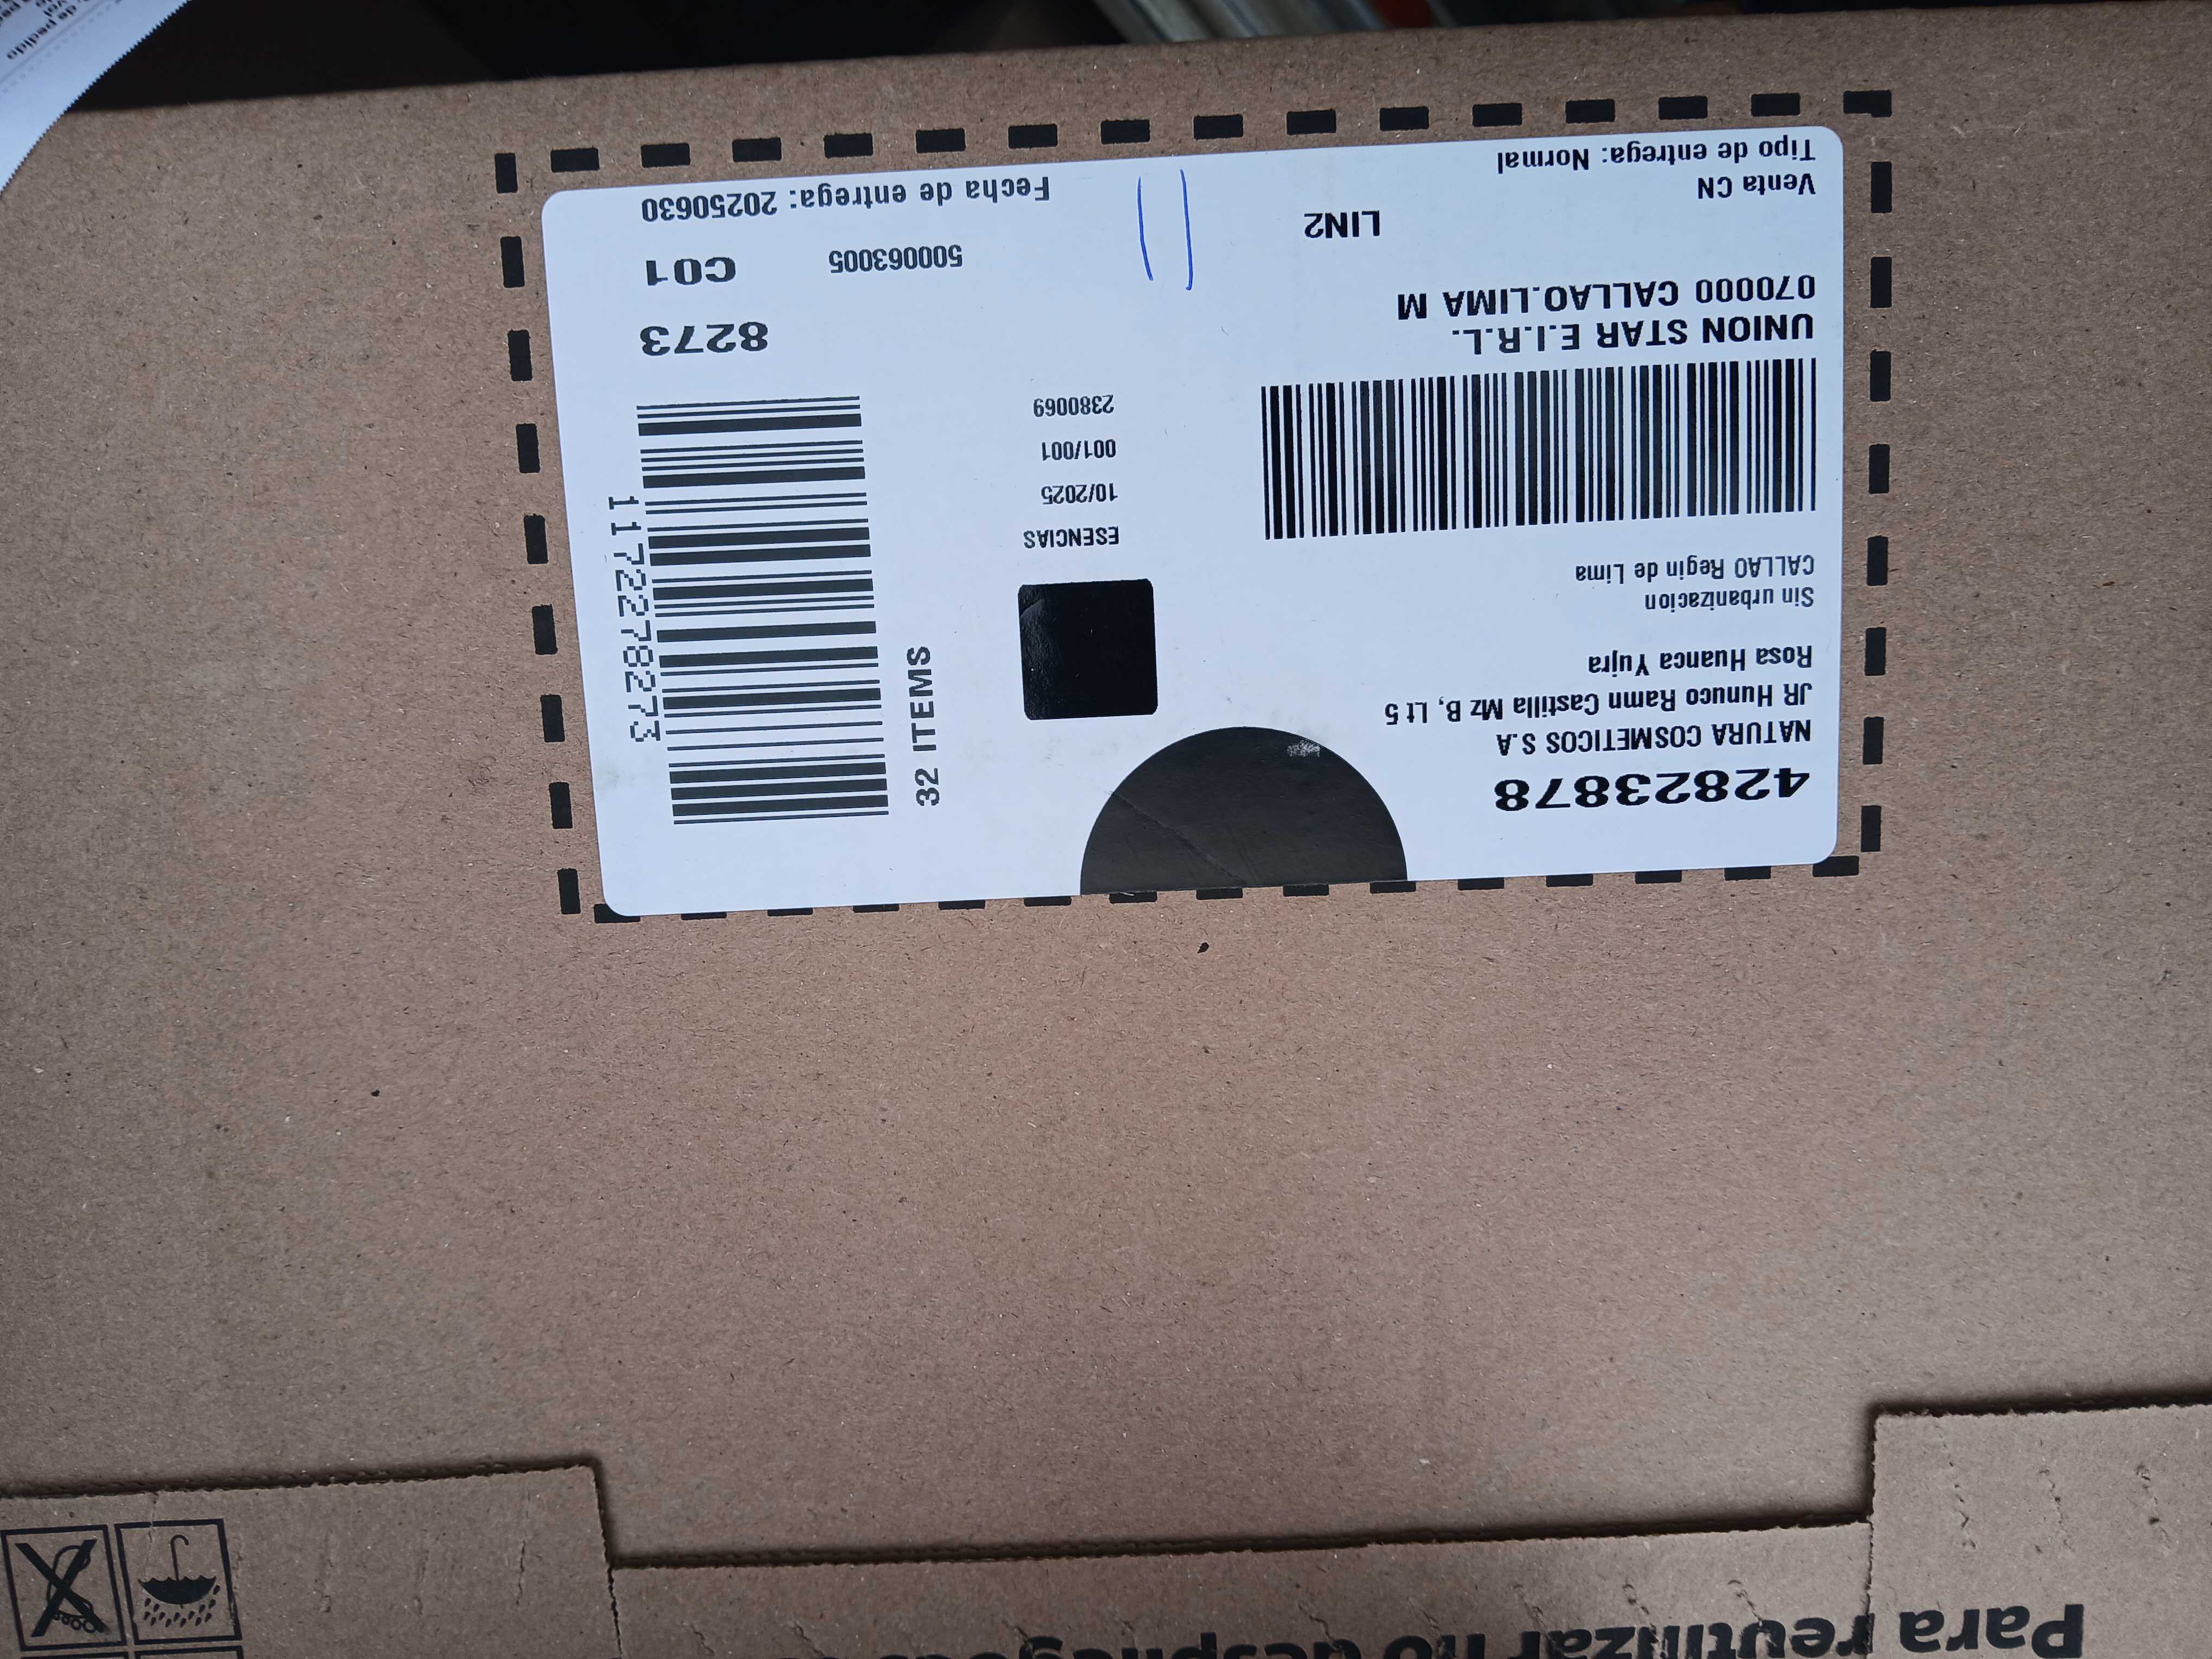 42823878
NATURA COSMETICOS S.A
JR Hunuco Ramn Castilla Mz B, Lt 5
Rosa Huanca Yujra
Sin urbanizacion
CALLAO Regin de Lima
UNION STAR E.I.R.L.
070000 CALLAO.LIMA M
LIN2
Venta CN
Tipo de entrega: Normal
ESENCIAS
10/2025
001/001
2380069
32 ITEMS
1172278273
8273
500063005 C01
Fecha de entrega: 20250630
Para reutilizar no
de pedido